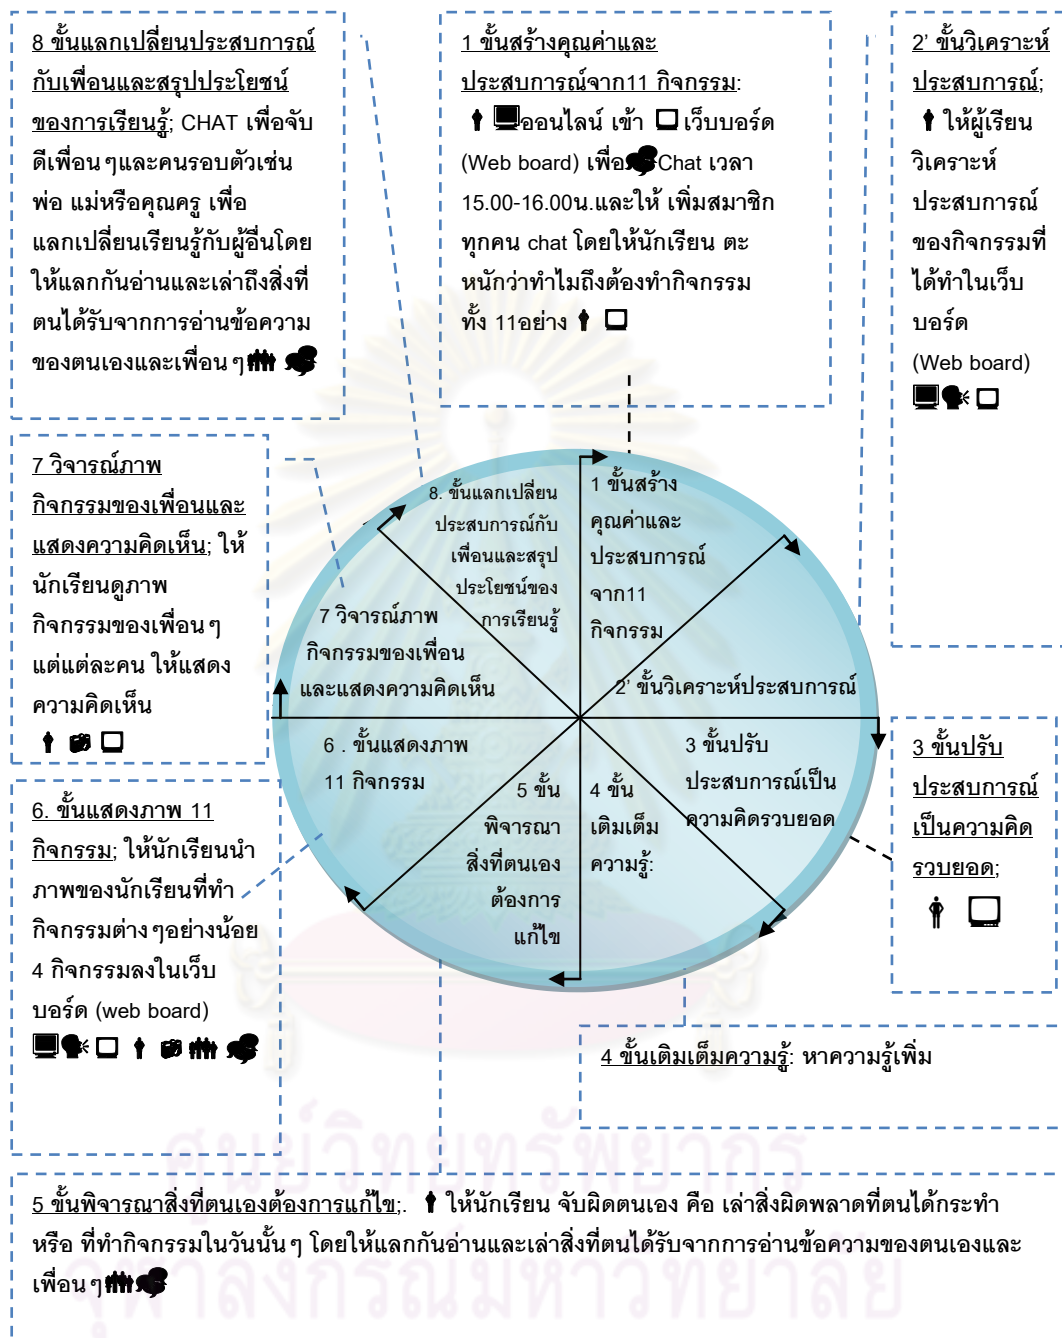 8 ขั้นแลกเปลี่ยนประสบการณ์
กับเพื่อนและสรุปประโยชน์
ของการเรียนรู้; CHAT เพื่อจับ
ดีเพื่อนๆและคนรอบตัวเช่น
พ่อ แม่หรือคุณครู เพื่อ
แลกเปลี่ยนเรียนรู้กับผู้อื่นโดย
ให้แลกกันอ่านและเล่าถึงสิ่งที่
ตนได้รับจากการอ่านข้อความ
ของตนเองและเพื่อนๆ
1 ขั้นสร้างคุณค่าและ
ประสบการณ์จาก11 กิจกรรม:
ออนไลน์ เข้า เว็บบอร์ด
(Web board) เพื่อ Chat เวลา
15.00-16.00น.และให้ เพิ่มสมาชิก
ทุกคน chat โดยให้นักเรียน ตะ
หนักว่าทำไมถึงต้องทำกิจกรรม
ทั้ง 11อย่าง
2' ขั้นวิเคราะห์
ประสบการณ์;
ให้ผู้เรียน
วิเคราะห์
ประสบการณ์
ของกิจกรรมที่
ได้ทำในเว็บ
บอร์ด
(Web board)
7 วิจารณ์ภาพ
กิจกรรมของเพื่อนและ
แสดงความคิดเห็น; ให้
นักเรียนดูภาพ
กิจกรรมของเพื่อนๆ
แต่แต่ละคน ให้แสดง
ความคิดเห็น
8. ขั้นแลกเปลี่ยน
ประสบการณ์กับ
เพื่อนและสรุป
ประโยชน์ของ
การเรียนรู้
1 ขั้นสร้าง
คุณค่าและ
ประสบการณ์
จาก11
กิจกรรม
7 วิจารณ์ภาพ
กิจกรรมของเพื่อน
และแสดงความคิดเห็น
2' ขั้นวิเคราะห์ประสบการณ์
6 . ขั้นแสดงภาพ
11 กิจกรรม
5 ขั้น
พิจารณา
สิ่งที่ตนเอง
ต้องการ
แก้ไข
4 ขั้น
เติมเต็ม
ความรู้:
3 ขั้นปรับ
ประสบการณ์เป็น
ความคิดรวบยอด
3 ขั้นปรับ
ประสบการณ์
เป็นความคิด
รวบยอด;
6. ขั้นแสดงภาพ 11
กิจกรรม; ให้นักเรียนนำ
ภาพของนักเรียนที่ทำ
กิจกรรมต่างๆอย่างน้อย
4 กิจกรรมลงในเว็บ
บอร์ด (web board)
4 ขั้นเติมเต็มความรู้: หาความรู้เพิ่ม
5 ขั้นพิจารณาสิ่งที่ตนเองต้องการแก้ไข;. ให้นักเรียน จับผิดตนเอง คือ เล่าสิ่งผิดพลาดที่ตนได้กระทำ
หรือ ที่ทำกิจกรรมในวันนั้นๆ โดยให้แลกกันอ่านและเล่าสิ่งที่ตนได้รับจากการอ่านข้อความของตนเองและ
เพื่อนๆ
ศูนย์วิทยทรัพยากร
จุฬาลงกรณ์มหาวิทยาลัย